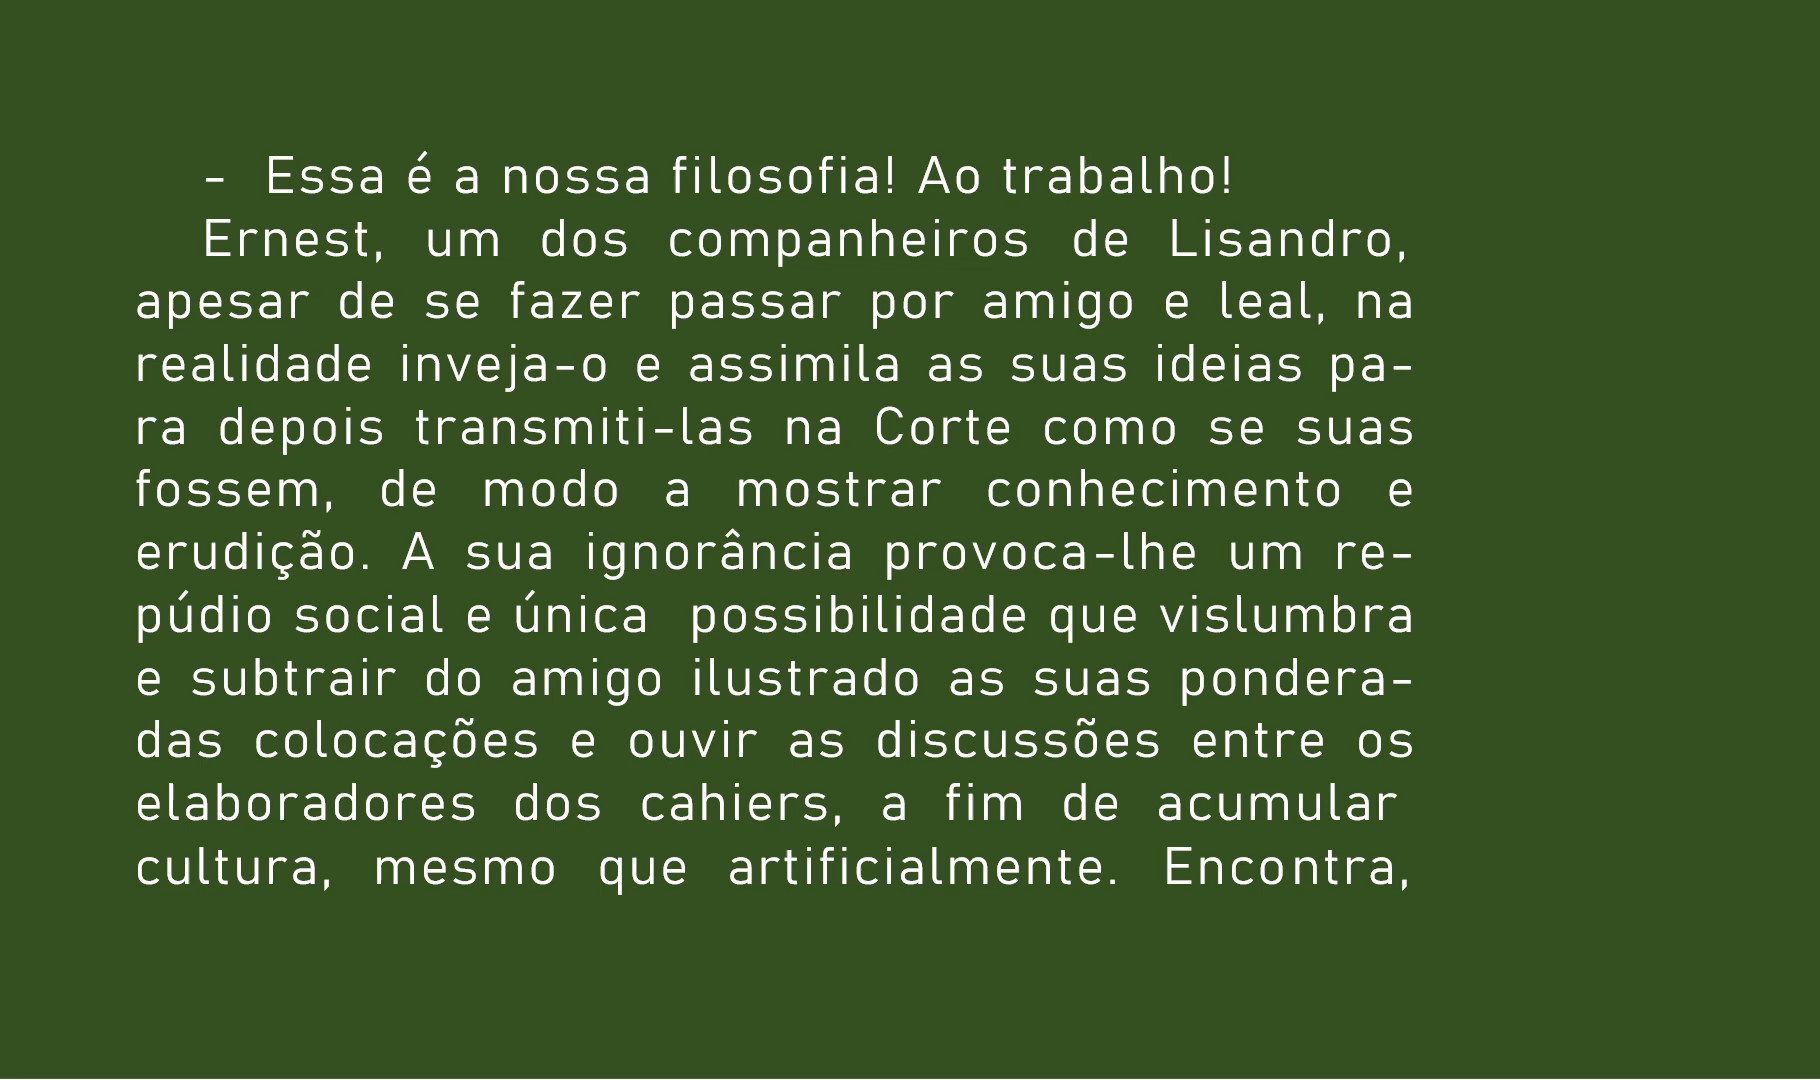 - Essa é a nossa filosofia! Ao trabalho!
Ernest, um dos companheiros de Lisandro,
apesar de se fazer passar por amigo e leal, na
realidade inveja-o e assimila as suas ideias pa-
ra depois transmiti-las na Corte como se suas
fossem, de modo a mostrar conhecimento e
erudição. A sua ignorância provoca-lhe um re-
púdio social e única possibilidade que vislumbra
e subtrair do amigo ilustrado as suas pondera-
das colocações e ouvir as discussões entre os
elaboradores dos cahiers, a fim de acumular
cultura, mesmo que artificialmente. Encontra,